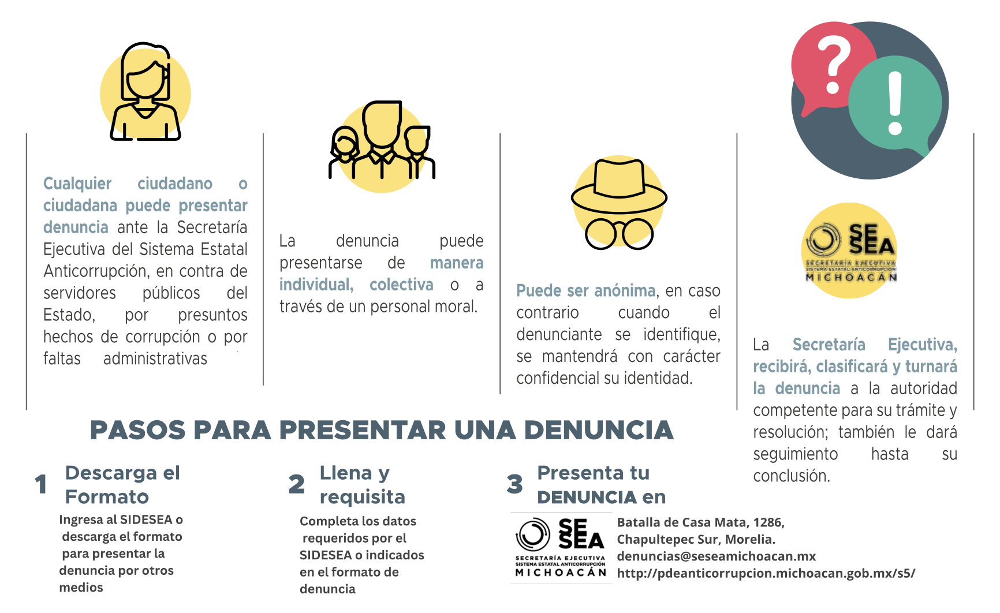 Cualquier ciudadano o
ciudadana puede presentar
denuncia ante la Secretaría
Ejecutiva del Sistema Estatal
Anticorrupción, en contra de
servidores públicos del
Estado, por presuntos
hechos de corrupción o por
faltas administrativas
La denuncia puede
presentarse de manera
individual, colectiva o a
través de un personal moral.
Puede ser anónima, en caso
contrario cuando el
denunciante se identifique,
se mantendrá con carácter
confidencial su identidad.
?
!
SE
SEA
SECRETARÍA EJECUTIVA
SISTEMA ESTATAL ANTICORRUPCIÓN
MICHOACÁN
La Secretaría Ejecutiva,
recibirá, clasificará y turnará
la denuncia a la autoridad
competente para su trámite y
resolución; también le dará
seguimiento hasta su
conclusión.
PASOS PARA PRESENTAR UNA DENUNCIA
1 Descarga el
Formato
Ingresa al SIDESEA o
descarga el formato
para presentar la
denuncia por otros
medios
2 Llena y
requisita
Completa los datos
requeridos por el
SIDESEA o indicados
en el formato de
denuncia
3 Presenta tu
DENUNCIA en
SE
SEA
SECRETARÍA EJECUTIVA
SISTEMA ESTATAL ANTICORRUPCIÓN
MICHOACÁN
Batalla de Casa Mata, 1286,
Chapultepec Sur, Morelia.
denuncias@seseamichoacan.mx
http://pdeanticorrupcion.michoacan.gob.mx/s5/